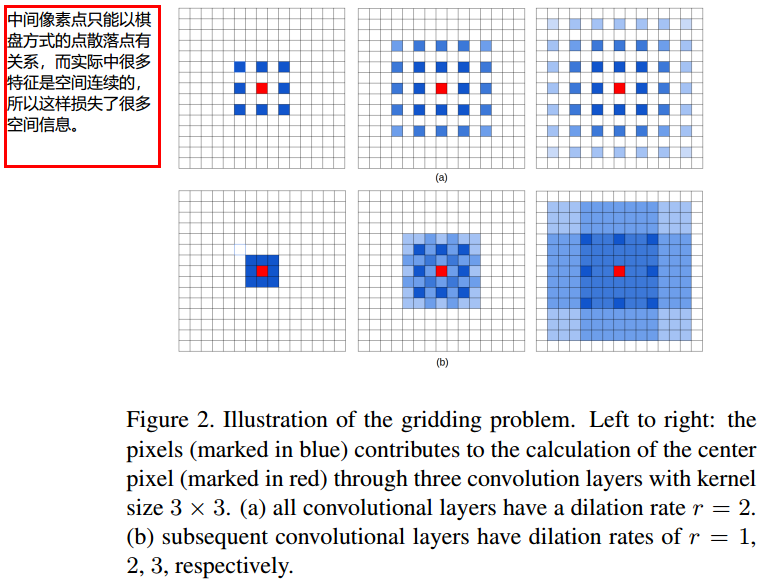 中间像素点只能以棋
盘方式的点散落点有
关系，而实际中很多
特征是空间连续的，
所以这样损失了很多
空间信息。
(a)
(b)
Figure 2. Illustration of the gridding problem. Left to right: the
pixels (marked in blue) contributes to the calculation of the center
pixel (marked in red) through three convolution layers with kernel
size 3 × 3. (a) all convolutional layers have a dilation rate r = 2.
(b) subsequent convolutional layers have dilation rates of r = 1,
2, 3, respectively.